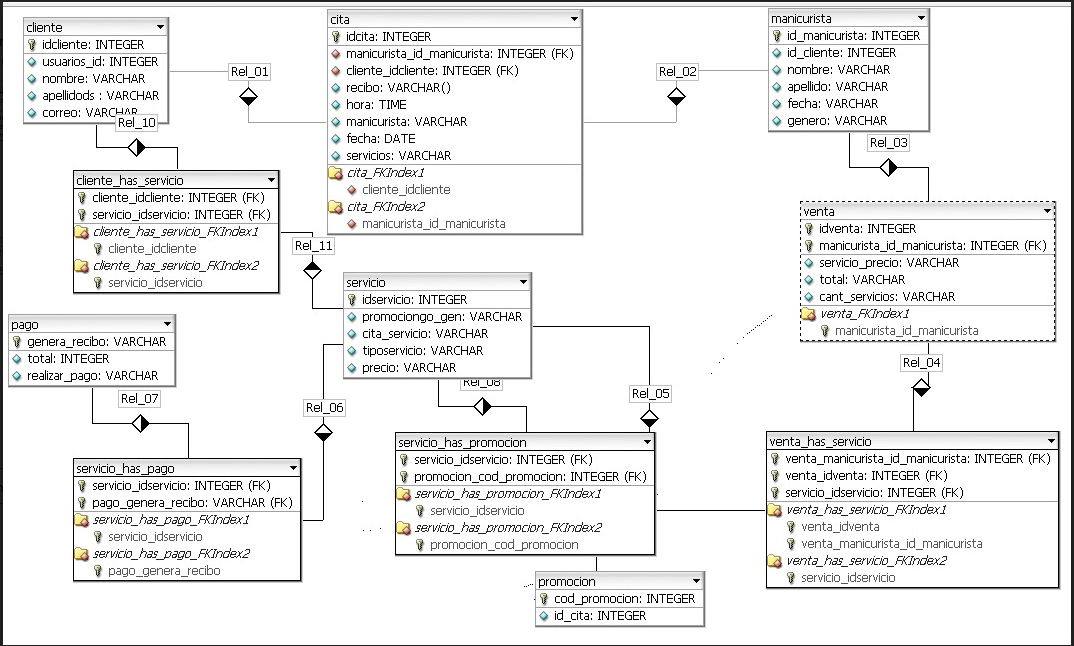 cliente
idcliente: INTEGER
usuarios_id: INTEGER
nombre: VARCHAR
apellidods : VARCHAR
correo: VARCHAR
Rel_01
cita
idcita: INTEGER
manicurista_id_manicurista: INTEGER (FK)
cliente_idcliente: INTEGER (FK)
recibo: VARCHAR()
hora: TIME
manicurista: VARCHAR
fecha: DATE
servicios: VARCHAR
cita_FKIndex1
cliente_idcliente
cita_FKIndex2
manicurista_id_manicurista
Rel_02
manicurista
id_manicurista: INTEGER
id_cliente: INTEGER
nombre: VARCHAR
apellido: VARCHAR
fecha: VARCHAR
genero: VARCHAR
Rel_10
Rel_03
cliente_has_servicio
cliente_idcliente: INTEGER (FK)
servicio_idservicio: INTEGER (FK)
cliente_has_servicio_FKIndex1
cliente_idcliente
cliente_has_servicio_FKIndex2
servicio_idservicio
Rel_11
venta
idventa: INTEGER
manicurista_id_manicurista: INTEGER (FK)
servicio_precio: VARCHAR
total: VARCHAR
cant_servicios: VARCHAR
venta_FKIndex1
manicurista_id_manicurista
servicio
idservicio: INTEGER
promociongo_gen: VARCHAR
cita_servicio: VARCHAR
tiposervicio: VARCHAR
precio: VARCHAR
pago
genera_recibo: VARCHAR
total: INTEGER
realizar_pago: VARCHAR
Rel_04
Rel_07
Rel_06
Rel_08
Rel_05
servicio_has_pago
servicio_idservicio: INTEGER (FK)
pago_genera_recibo: VARCHAR (FK)
servicio_has_pago_FKIndex1
servicio_idservicio
servicio_has_pago_FKIndex2
pago_genera_recibo
servicio_has_promocion
servicio_idservicio: INTEGER (FK)
promocion_cod_promocion: INTEGER (FK)
servicio_has_promocion_FKIndex1
servicio_idservicio
servicio_has_promocion_FKIndex2
promocion_cod_promocion
venta_has_servicio
venta_manicurista_id_manicurista: INTEGER (FK)
venta_idventa: INTEGER (FK)
servicio_idservicio: INTEGER (FK)
venta_has_servicio_FKIndex1
venta_idventa
venta_manicurista_id_manicurista
venta_has_servicio_FKIndex2
servicio_idservicio
promocion
cod_promocion: INTEGER
id_cita: INTEGER